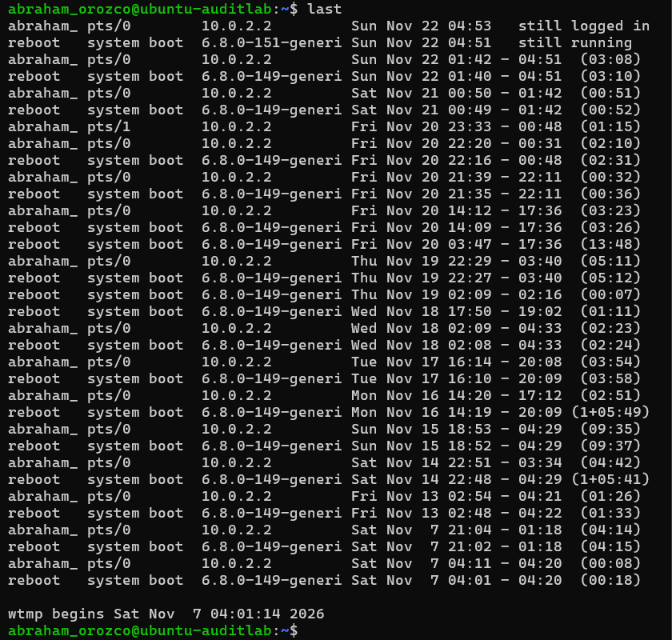 abraham_orozco@ubuntu-auditlab:~$ last
abraham_ pts/0        10.0.2.2         Sun Nov 22 04:53   still logged in
reboot   system boot  6.8.0-151-generi Sun Nov 22 04:51   still running
abraham_ pts/0        10.0.2.2         Sun Nov 22 01:42 - 04:51  (03:08)
reboot   system boot  6.8.0-149-generi Sun Nov 22 01:40 - 04:51  (03:10)
abraham_ pts/0        10.0.2.2         Sat Nov 21 00:50 - 01:42  (00:51)
reboot   system boot  6.8.0-149-generi Sat Nov 21 00:49 - 01:42  (00:52)
abraham_ pts/1        10.0.2.2         Fri Nov 20 23:33 - 00:48  (01:15)
abraham_ pts/0        10.0.2.2         Fri Nov 20 22:20 - 00:31  (02:10)
reboot   system boot  6.8.0-149-generi Fri Nov 20 22:16 - 00:48  (02:31)
abraham_ pts/0        10.0.2.2         Fri Nov 20 21:39 - 22:11  (00:32)
reboot   system boot  6.8.0-149-generi Fri Nov 20 21:35 - 22:11  (00:36)
abraham_ pts/0        10.0.2.2         Fri Nov 20 14:12 - 17:36  (03:23)
reboot   system boot  6.8.0-149-generi Fri Nov 20 14:09 - 17:36  (03:26)
reboot   system boot  6.8.0-149-generi Fri Nov 20 03:47 - 17:36  (13:48)
abraham_ pts/0        10.0.2.2         Thu Nov 19 22:29 - 03:40  (05:11)
reboot   system boot  6.8.0-149-generi Thu Nov 19 22:27 - 03:40  (05:12)
reboot   system boot  6.8.0-149-generi Thu Nov 19 02:09 - 02:16  (00:07)
reboot   system boot  6.8.0-149-generi Wed Nov 18 17:50 - 19:02  (01:11)
abraham_ pts/0        10.0.2.2         Wed Nov 18 02:09 - 04:33  (02:23)
reboot   system boot  6.8.0-149-generi Wed Nov 18 02:08 - 04:33  (02:24)
abraham_ pts/0        10.0.2.2         Tue Nov 17 16:14 - 20:08  (03:54)
reboot   system boot  6.8.0-149-generi Tue Nov 17 16:10 - 20:09  (03:58)
abraham_ pts/0        10.0.2.2         Mon Nov 16 14:20 - 17:12  (02:51)
reboot   system boot  6.8.0-149-generi Mon Nov 16 14:19 - 20:09 (1+05:49)
abraham_ pts/0        10.0.2.2         Sun Nov 15 18:53 - 04:29  (09:35)
reboot   system boot  6.8.0-149-generi Sun Nov 15 18:52 - 04:29  (09:37)
abraham_ pts/0        10.0.2.2         Sat Nov 14 22:51 - 03:34  (04:42)
reboot   system boot  6.8.0-149-generi Sat Nov 14 22:48 - 04:29 (1+05:41)
abraham_ pts/0        10.0.2.2         Fri Nov 13 02:54 - 04:21  (01:26)
reboot   system boot  6.8.0-149-generi Fri Nov 13 02:48 - 04:22  (01:33)
abraham_ pts/0        10.0.2.2         Sat Nov  7 21:04 - 01:18  (04:14)
reboot   system boot  6.8.0-149-generi Sat Nov  7 21:02 - 01:18  (04:15)
abraham_ pts/0        10.0.2.2         Sat Nov  7 04:11 - 04:20  (00:08)
reboot   system boot  6.8.0-149-generi Sat Nov  7 04:01 - 04:20  (00:18)

wtmp begins Sat Nov  7 04:01:14 2026
abraham_orozco@ubuntu-auditlab:~$